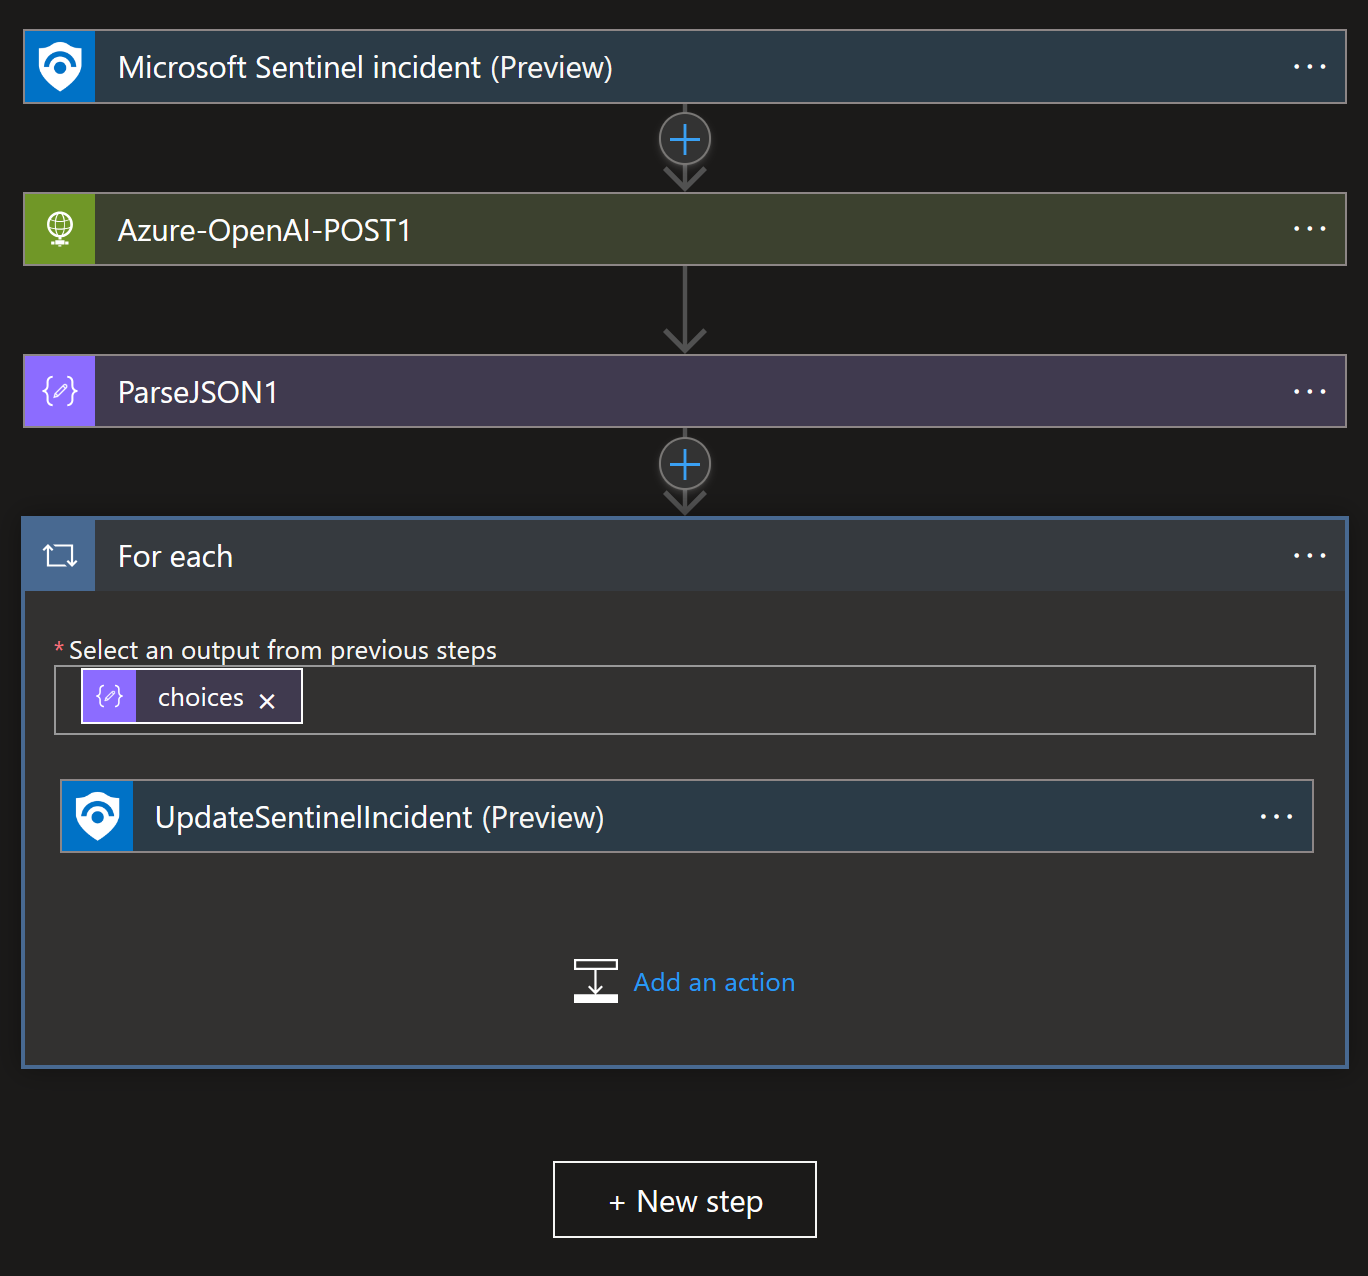 Microsoft Sentinel incident (Preview)
Azure-OpenAI-POST1
ParseJSON1
For each
* Select an output from previous steps
choices ×
UpdateSentinelIncident (Preview)
Add an action
+ New step